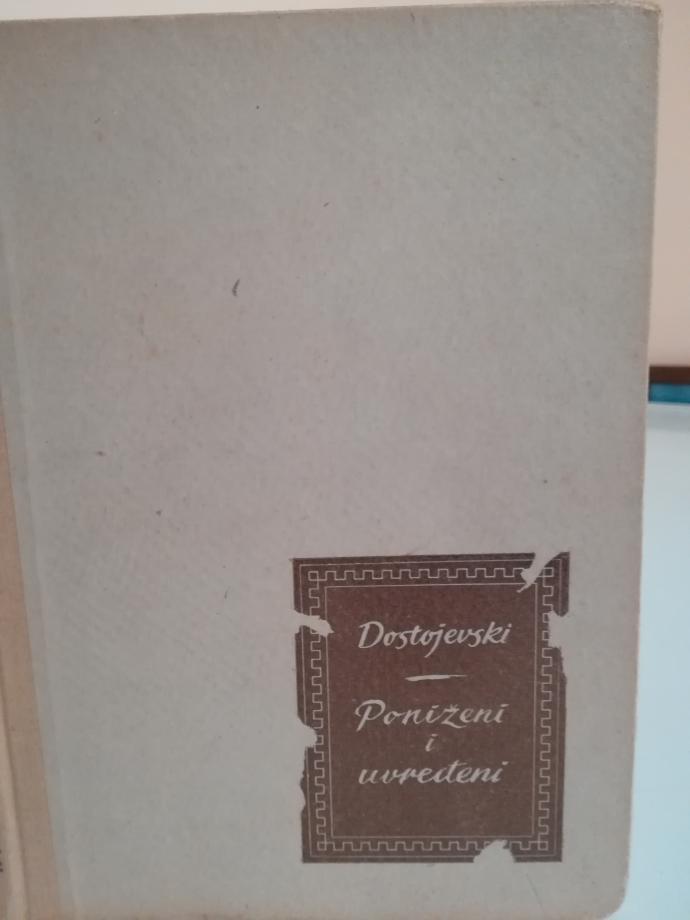 Dostojevski
Poniženi
i
uvređeni